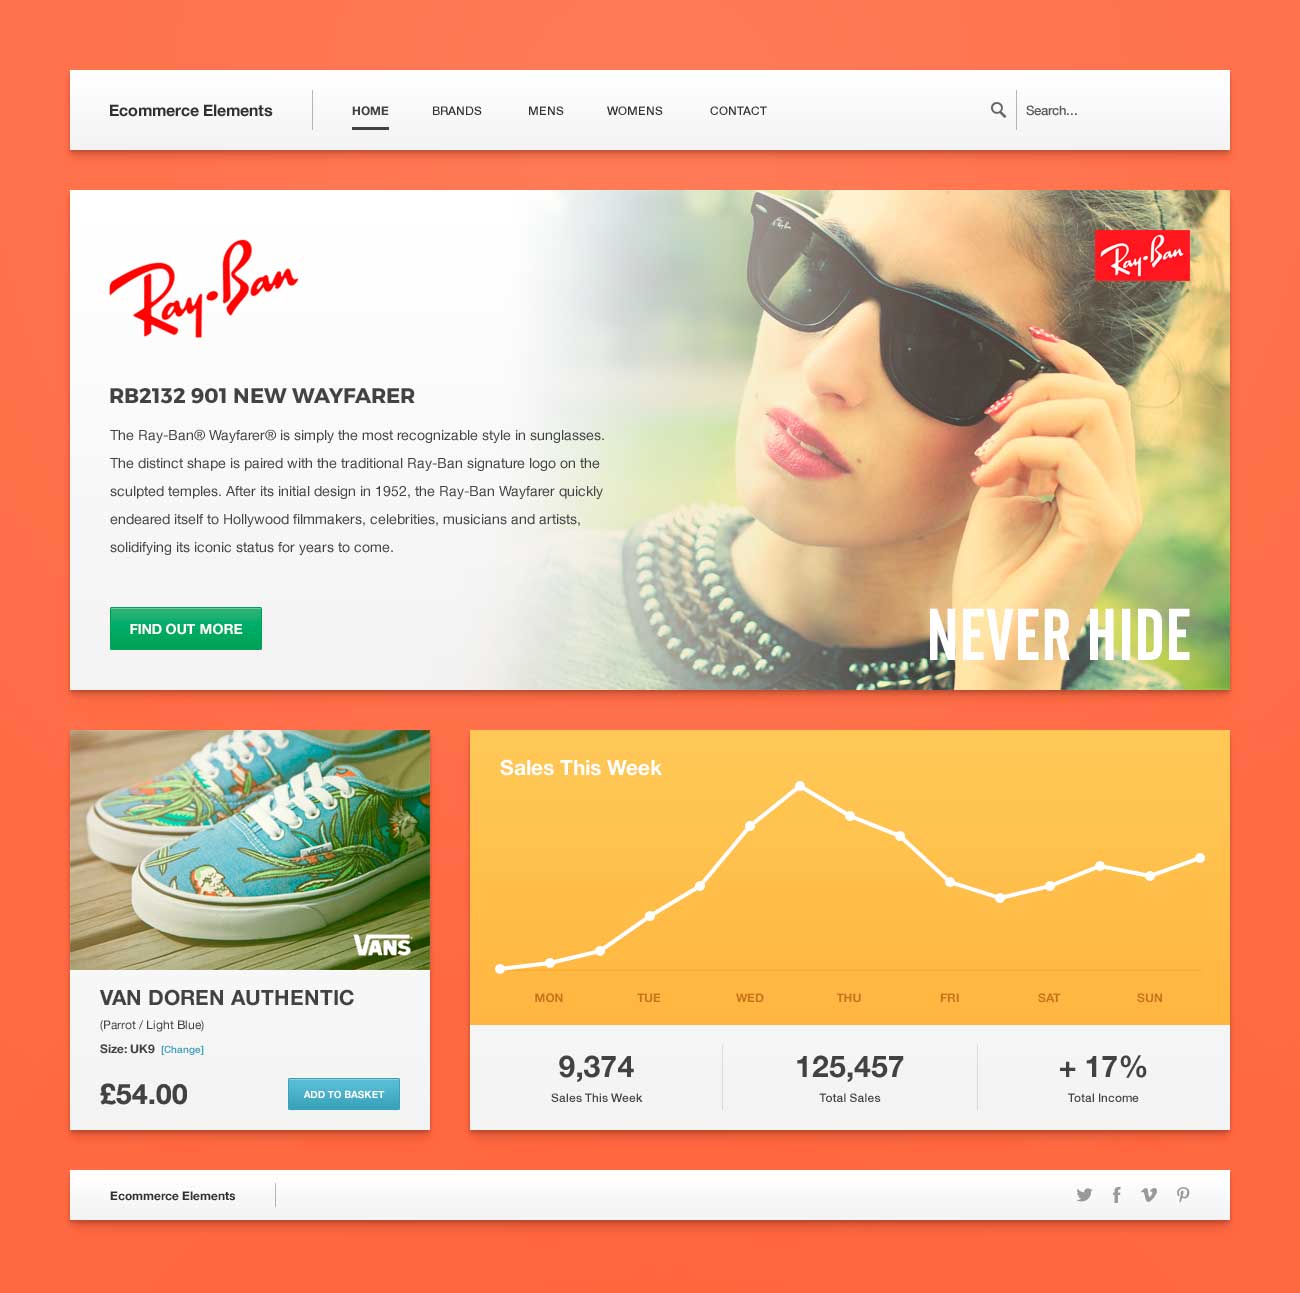 Ecommerce Elements
HOME
BRANDS
MENS
WOMENS
CONTACT
Search...
Ray-Ban
Ray-Ban
Ray-Ban
RB2132 901 NEW WAYFARER
The Ray-Ban® Wayfarer® is simply the most recognizable style in sunglasses.
The distinct shape is paired with the traditional Ray-Ban signature logo on the
sculpted temples. After its initial design in 1952, the Ray-Ban Wayfarer quickly
endeared itself to Hollywood filmmakers, celebrities, musicians and artists,
solidifying its iconic status for years to come.
FIND OUT MORE
NEVER HIDE
VANS
VAN DOREN AUTHENTIC
(Parrot / Light Blue)
Size: UK9 [Change]
£54.00
ADD TO BASKET
Sales This Week
MON
TUE
WED
THU
FRI
SAT
SUN
9,374
Sales This Week
125,457
Total Sales
+ 17%
Total Income
Ecommerce Elements